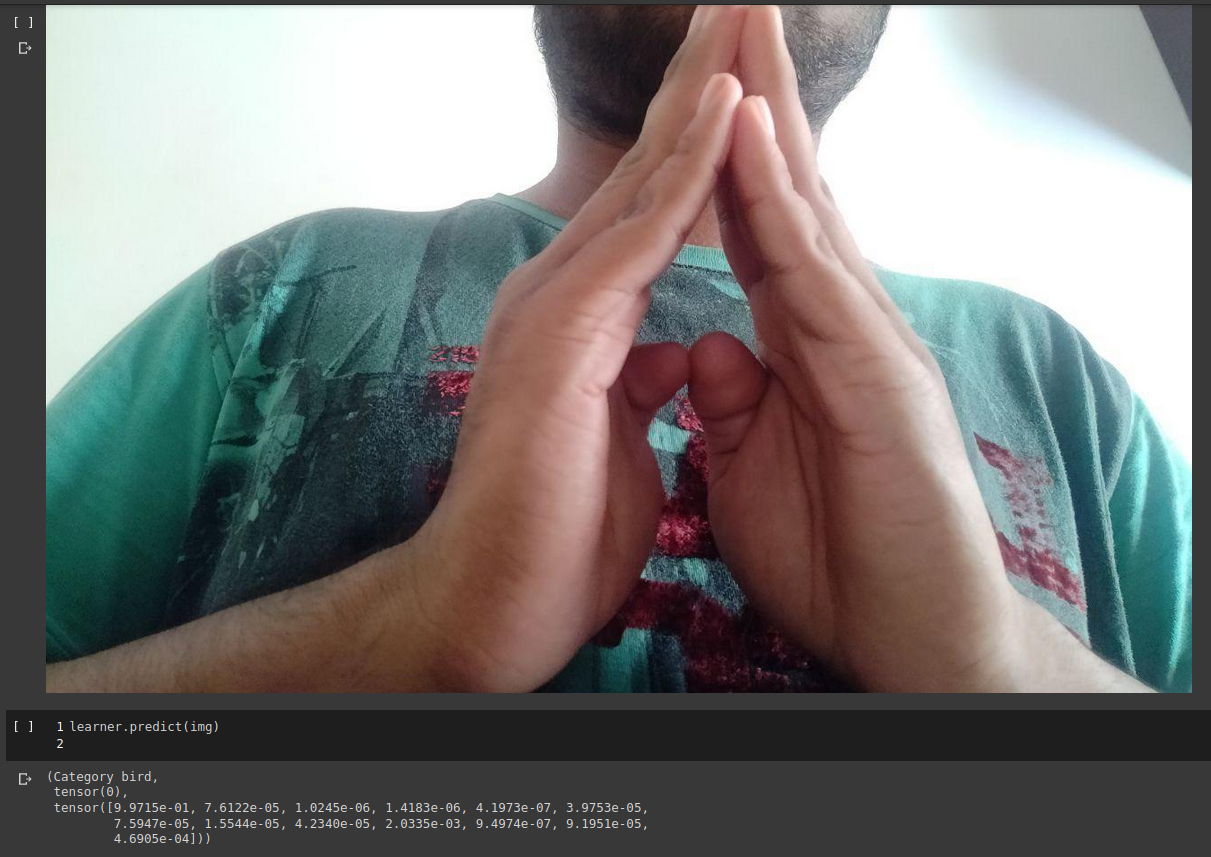 [ ]
[ ] 1 learner.predict(img)
2
(Category bird,
tensor(0),
tensor([9.9715e-01, 7.6122e-05, 1.0245e-06, 1.4183e-06, 4.1973e-07, 3.9753e-05,
7.5947e-05, 1.5544e-05, 4.2340e-05, 2.0335e-03, 9.4974e-07, 9.1951e-05,
4.6905e-04]))